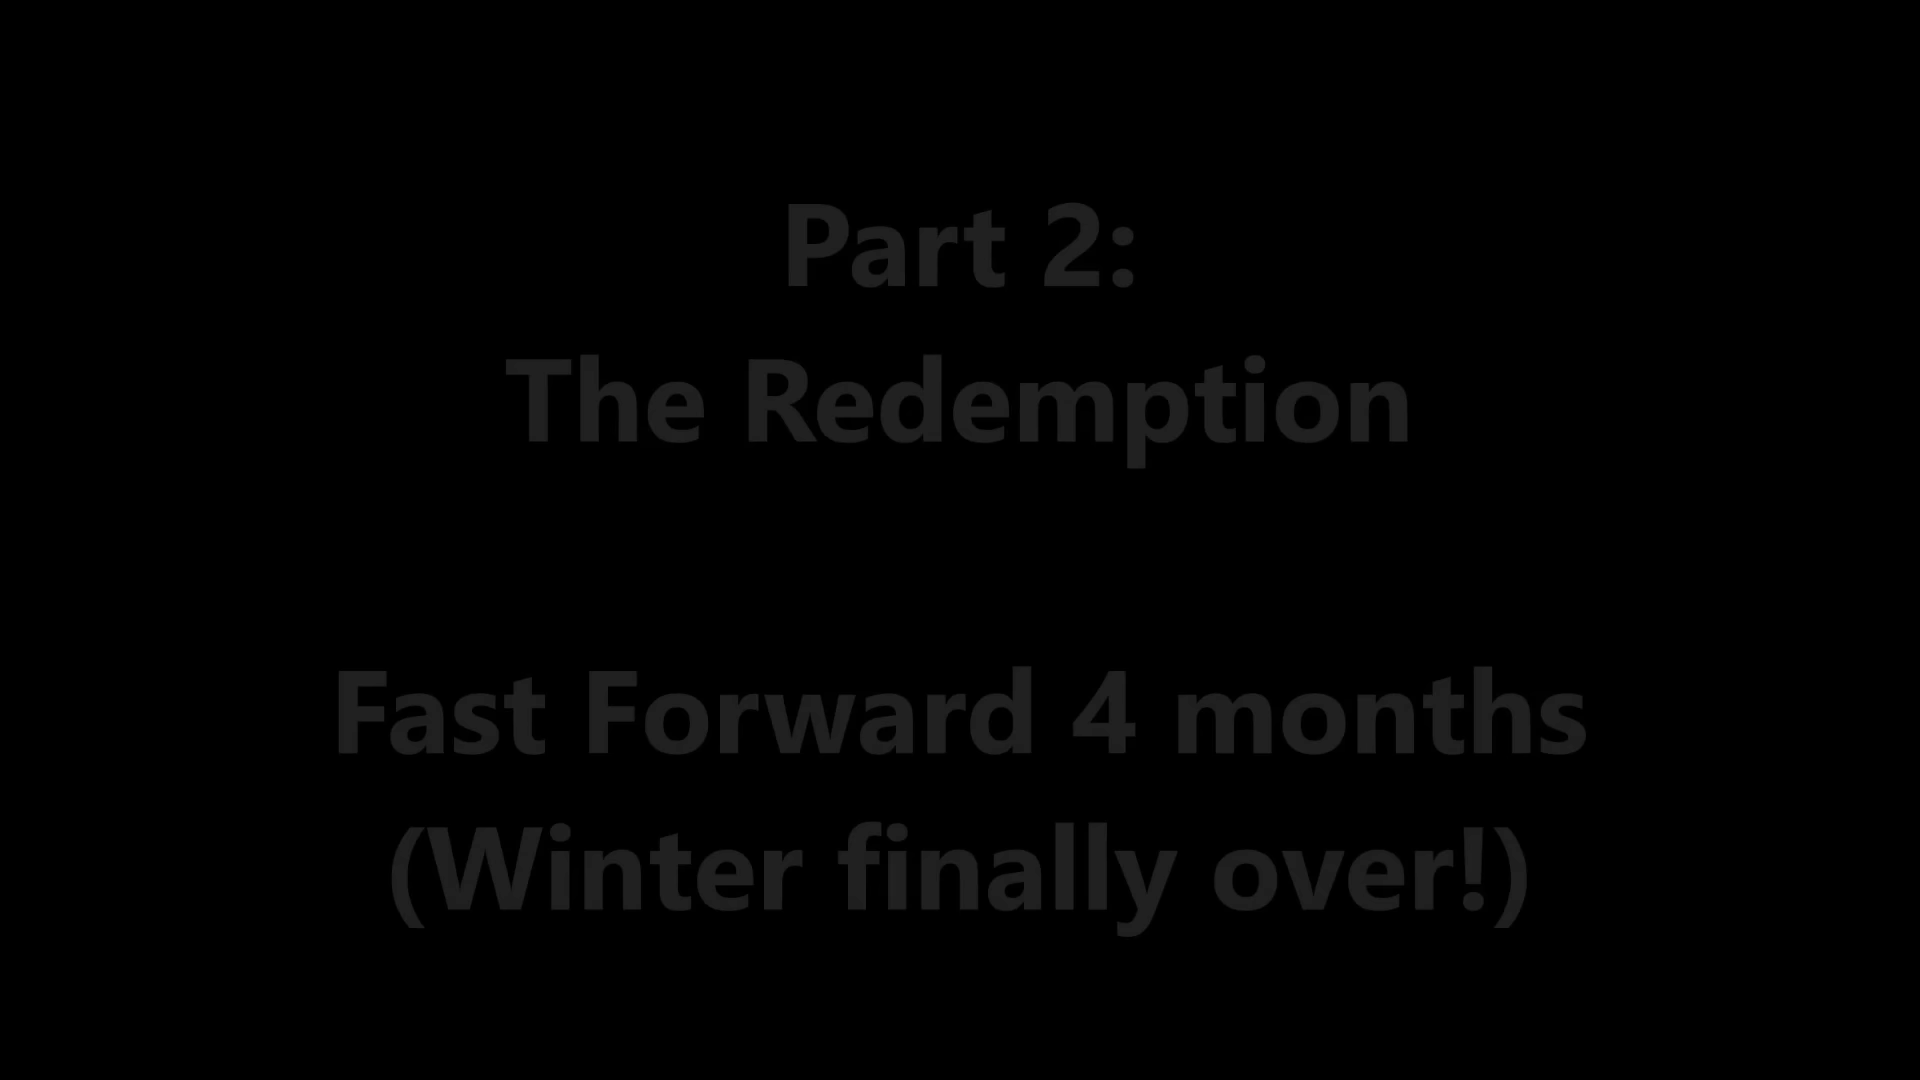 Part 2:
The Redemption
Fast Forward 4 months
(Winter finally over!)